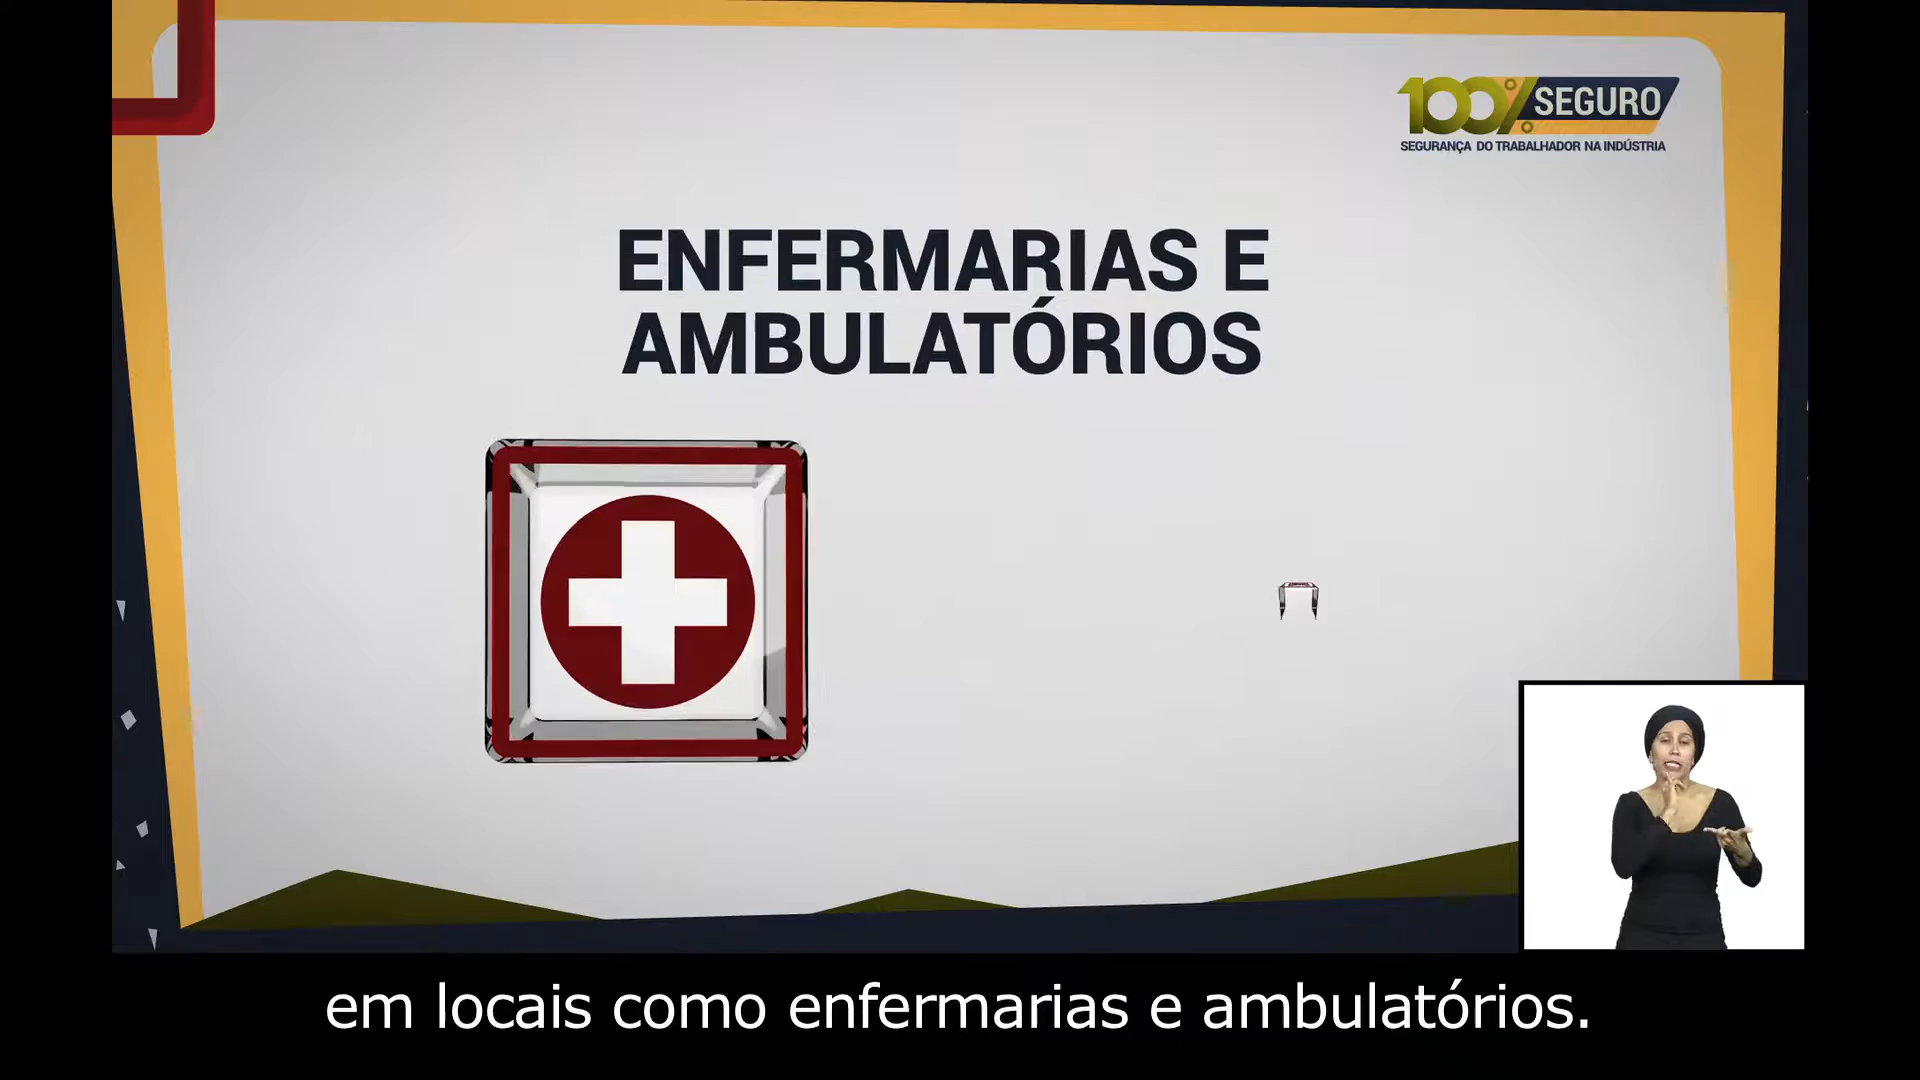 100% SEGURO
SEGURANÇA DO TRABALHADOR NA INDÚSTRIA
ENFERMARIAS E
AMBULATÓRIOS
em locais como enfermarias e ambulatórios.